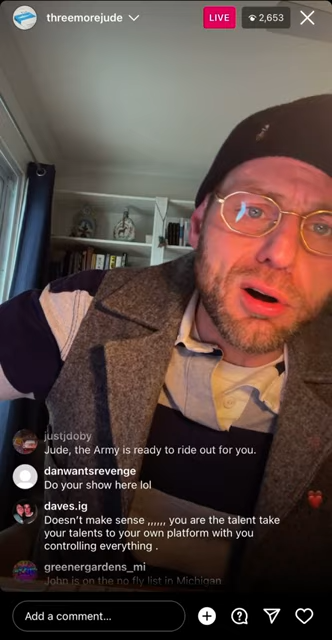 threemorejude
LIVE
2,653
justjdoby
Jude, the Army is ready to ride out for you.
danwantsrevenge
Do your show here lol
daves.ig
Doesn't make sense ,,,,,, you are the talent take
your talents to your own platform with you
controlling everything .
greenergardens_mi
John is on the no fly list in Michigan
Add a comment...